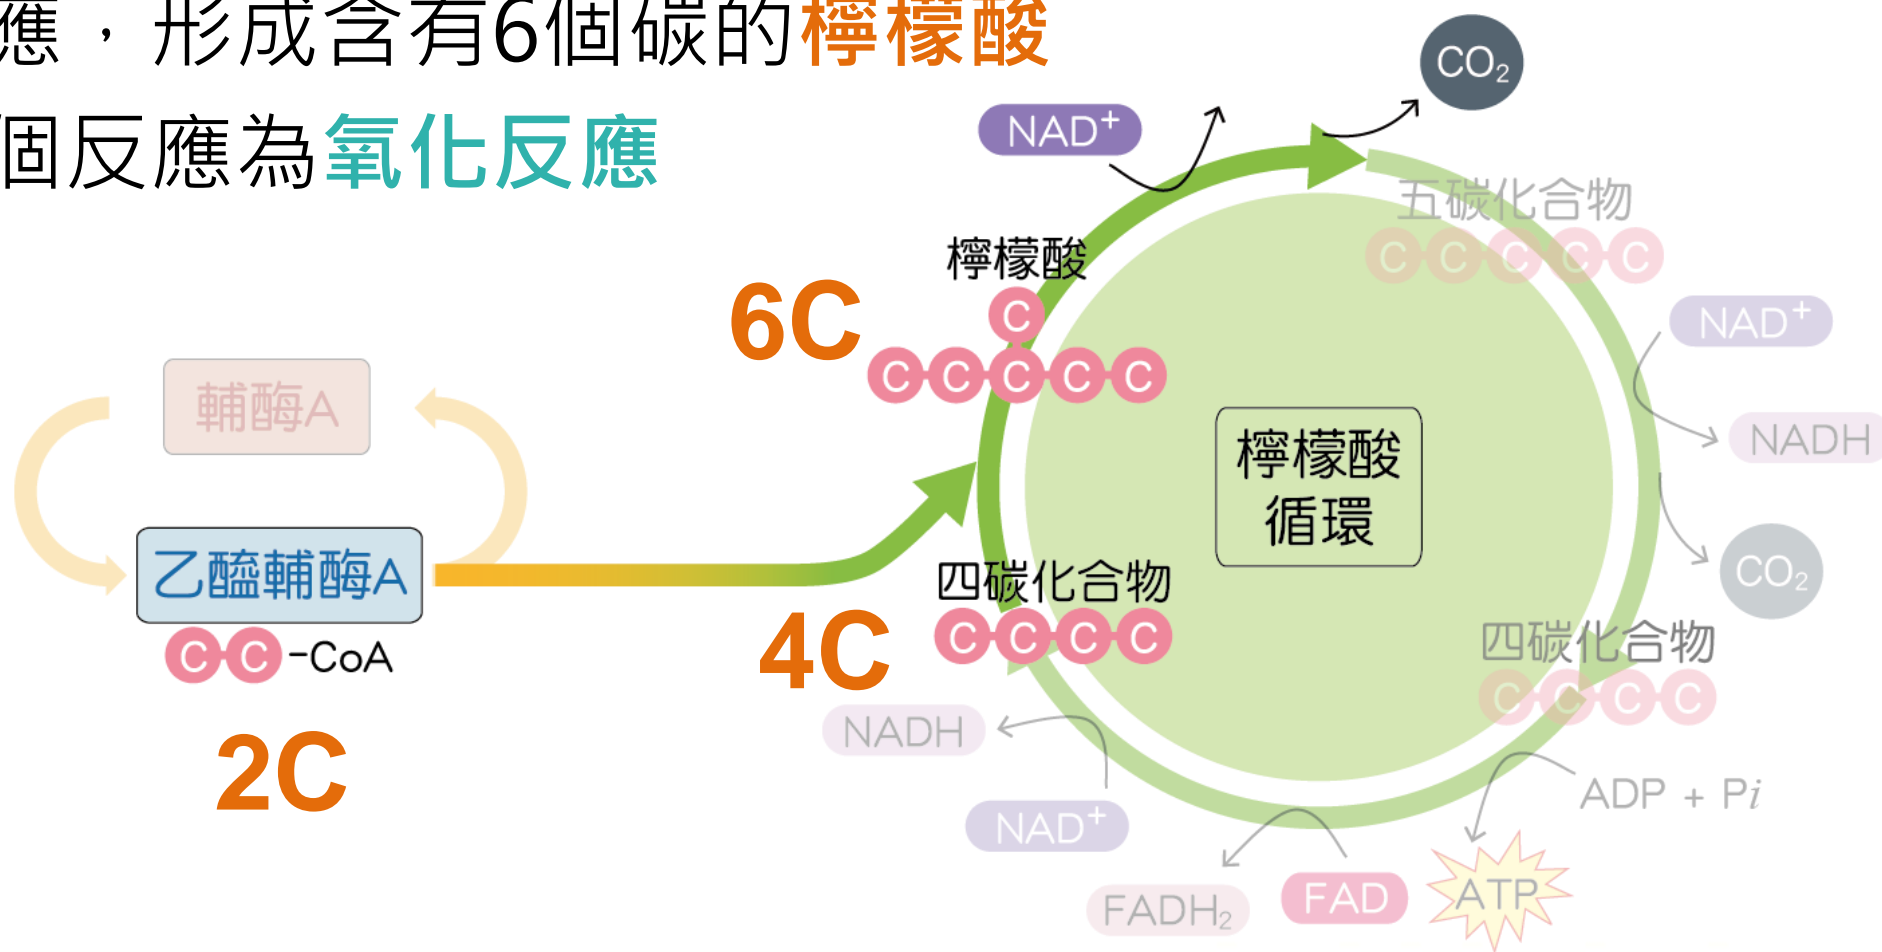 應，形成含有6個碳的檸檬酸
個反應為氧化反應
CO₂
NAD⁺
五碳化合物
C-C-C-C-C
檸檬酸
C
C-C-C-C-C
6C
NAD⁺
NADH
輔酶A
檸檬酸
循環
乙醯輔酶A
C-C-CoA
2C
四碳化合物
C-C-C-C
4C
CO₂
四碳化合物
C-C-C-C
NADH
NAD⁺
ADP + Pi
ATP
FAD
FADH₂